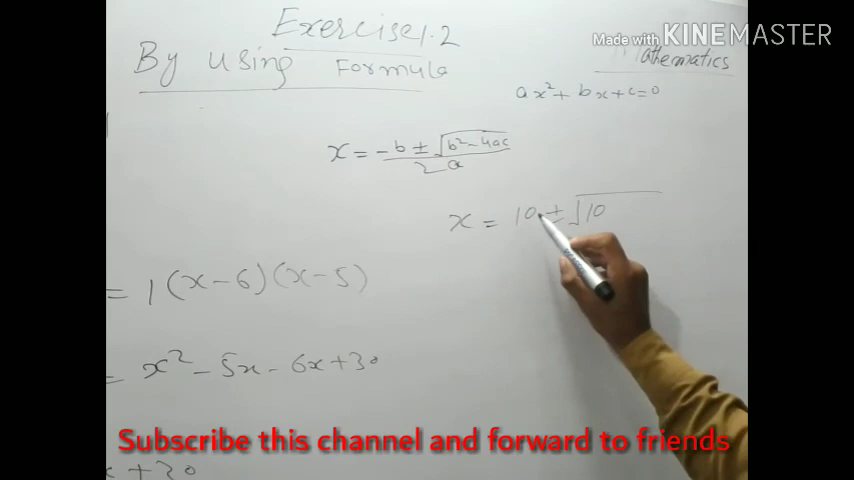 Exercise 1.2
Made with KINEMASTER
By using Formula
athematics
ax² + bx + c = 0
x = -b ± √b² - 4ac / 2a
x = 10 ± √10
= 1 (x - 6) (x - 5)
= x² - 5x - 6x + 30
Subscribe this channel and forward to friends
+ 30